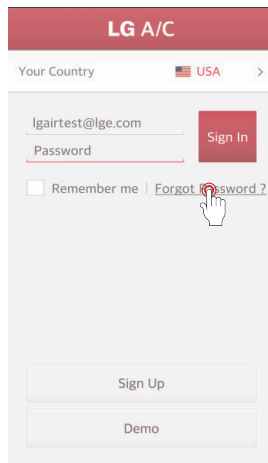 LG A/C
Your Country USA >
lgairtest@lge.com
Sign In
Password
Remember me | Forgot Password ?
Sign Up
Demo